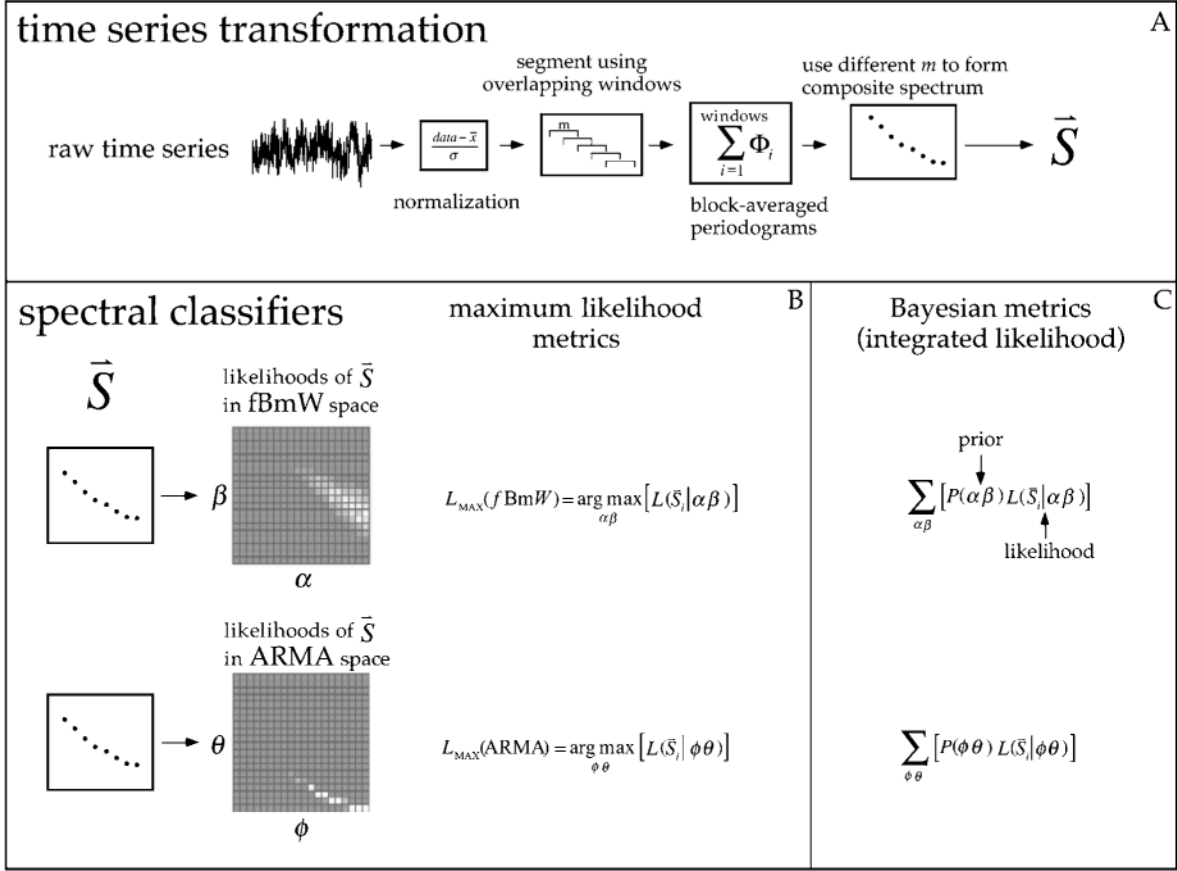 time series transformation
A
raw time series
data − x̄
σ
normalization
segment using
overlapping windows
m
windows
∑ Φi
i=1
block-averaged
periodograms
use different m to form
composite spectrum
S⃗
spectral classifiers
maximum likelihood
metrics
B
S⃗
likelihoods of S⃗
in fBmW space
β
α
L_MAX(fBmW) = arg max [L(S⃗i|αβ)]
αβ
likelihoods of S⃗
in ARMA space
θ
ϕ
L_MAX(ARMA) = arg max [L(S⃗i| ϕθ)]
ϕθ
Bayesian metrics
(integrated likelihood)
C
prior
∑ [P(αβ) L(S⃗i|αβ)]
αβ
likelihood
∑ [P(ϕθ) L(S⃗i|ϕθ)]
ϕθ